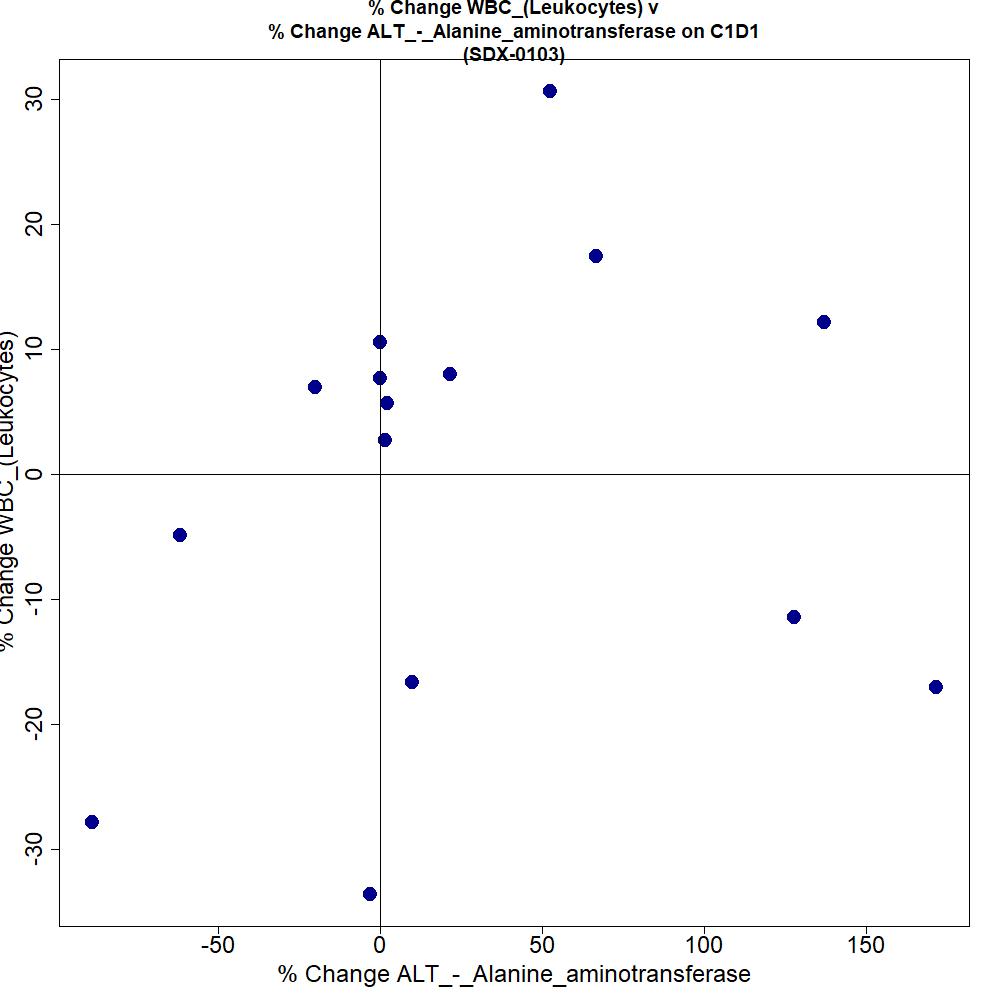 % Change WBC_(Leukocytes) v
% Change ALT_-_Alanine_aminotransferase on C1D1
(SDX-0103)
% Change WBC_(Leukocytes)
30
20
10
0
-10
-20
-30
-50
0
50
100
150
% Change ALT_-_Alanine_aminotransferase